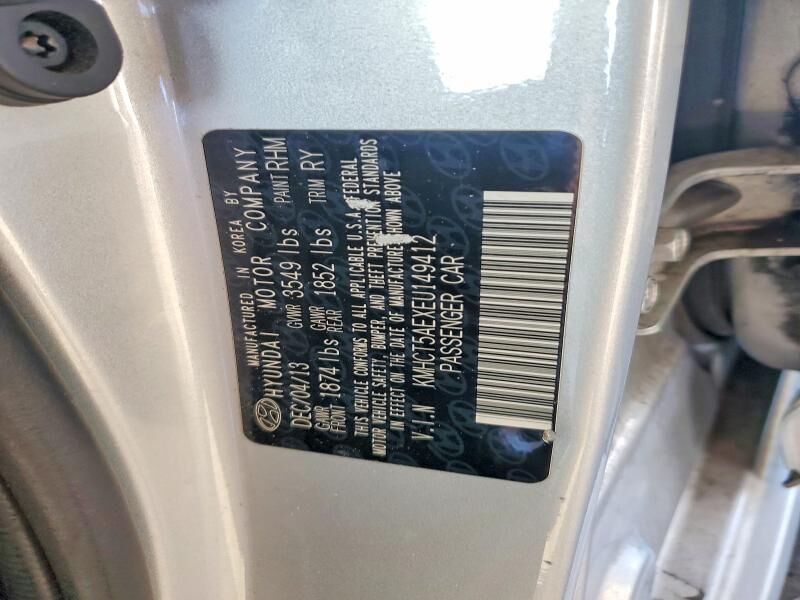 MANUFACTURED IN KOREA BY
HYUNDAI MOTOR COMPANY
DEC/04/13 GVWR 3549 lbs PAINT RHM
GAWR FRONT 1874 lbs GAWR REAR 1852 lbs TRIM RY
THIS VEHICLE CONFORMS TO ALL APPLICABLE U.S.A FEDERAL
MOTOR VEHICLE SAFETY, BUMPER, AND THEFT PREVENTION STANDARDS
IN EFFECT ON THE DATE OF MANUFACTURE SHOWN ABOVE
V.I.N KMHCT5AEXEU149412
PASSENGER CAR